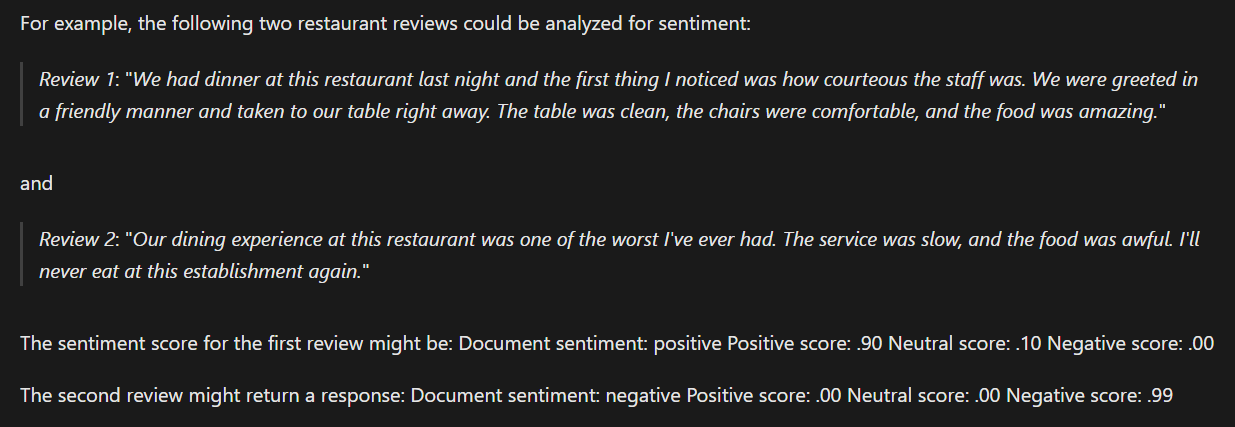 For example, the following two restaurant reviews could be analyzed for sentiment:
Review 1: "We had dinner at this restaurant last night and the first thing I noticed was how courteous the staff was. We were greeted in
a friendly manner and taken to our table right away. The table was clean, the chairs were comfortable, and the food was amazing."
and
Review 2: "Our dining experience at this restaurant was one of the worst I've ever had. The service was slow, and the food was awful. I'll
never eat at this establishment again."
The sentiment score for the first review might be: Document sentiment: positive Positive score: .90 Neutral score: .10 Negative score: .00
The second review might return a response: Document sentiment: negative Positive score: .00 Neutral score: .00 Negative score: .99